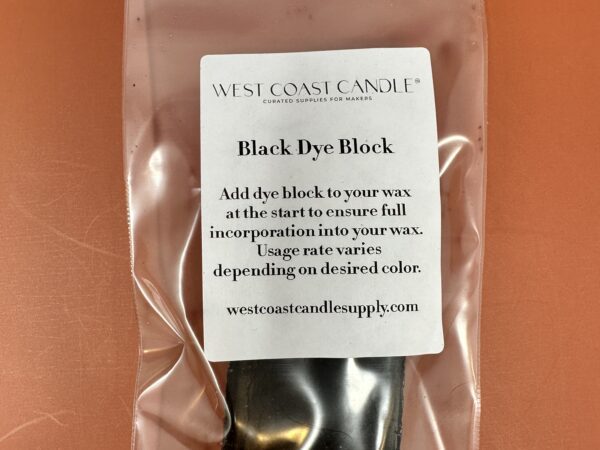 WEST COAST CANDLE®
CURATED SUPPLIES FOR MAKERS
Black Dye Block
Add dye block to your wax
at the start to ensure full
incorporation into your wax.
Usage rate varies
depending on desired color.
westcoastcandlesupply.com